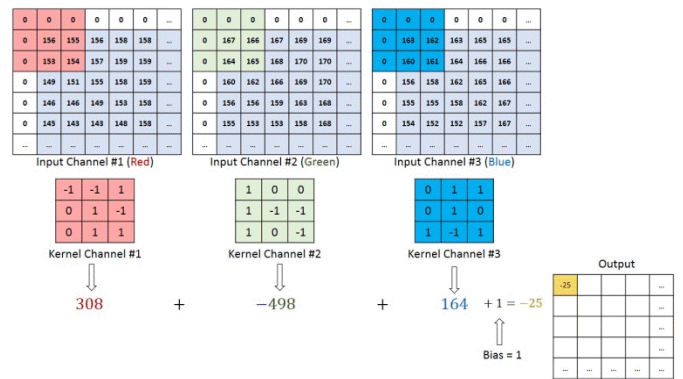 0 0 0 0 0 0 ... 0 0 0 0 0 0 ... 0 0 0 0 0 0 ...
0 156 155 156 158 158 ... 0 167 166 167 169 169 ... 0 163 162 163 165 165 ...
0 153 154 157 159 159 ... 0 164 165 168 170 170 ... 0 160 161 164 166 166 ...
0 149 151 155 158 159 ... 0 160 162 166 169 170 ... 0 156 158 162 165 166 ...
0 146 146 149 153 158 ... 0 156 156 159 163 168 ... 0 155 155 158 162 167 ...
0 145 143 143 148 158 ... 0 155 153 153 158 168 ... 0 154 152 152 157 167 ...
... ... ... ... ... ... ... ... ... ... ... ... ... ... ... ... ... ... ... ... ...
Input Channel #1 (Red) Input Channel #2 (Green) Input Channel #3 (Blue)
-1 -1 1 1 0 0 0 1 1
0 1 -1 1 -1 -1 0 1 0
0 1 1 1 0 -1 1 -1 1
Kernel Channel #1 Kernel Channel #2 Kernel Channel #3
308 + −498 + 164 + 1 = −25
Bias = 1
Output
-25 ...
...
...
...
... ... ... ... ...